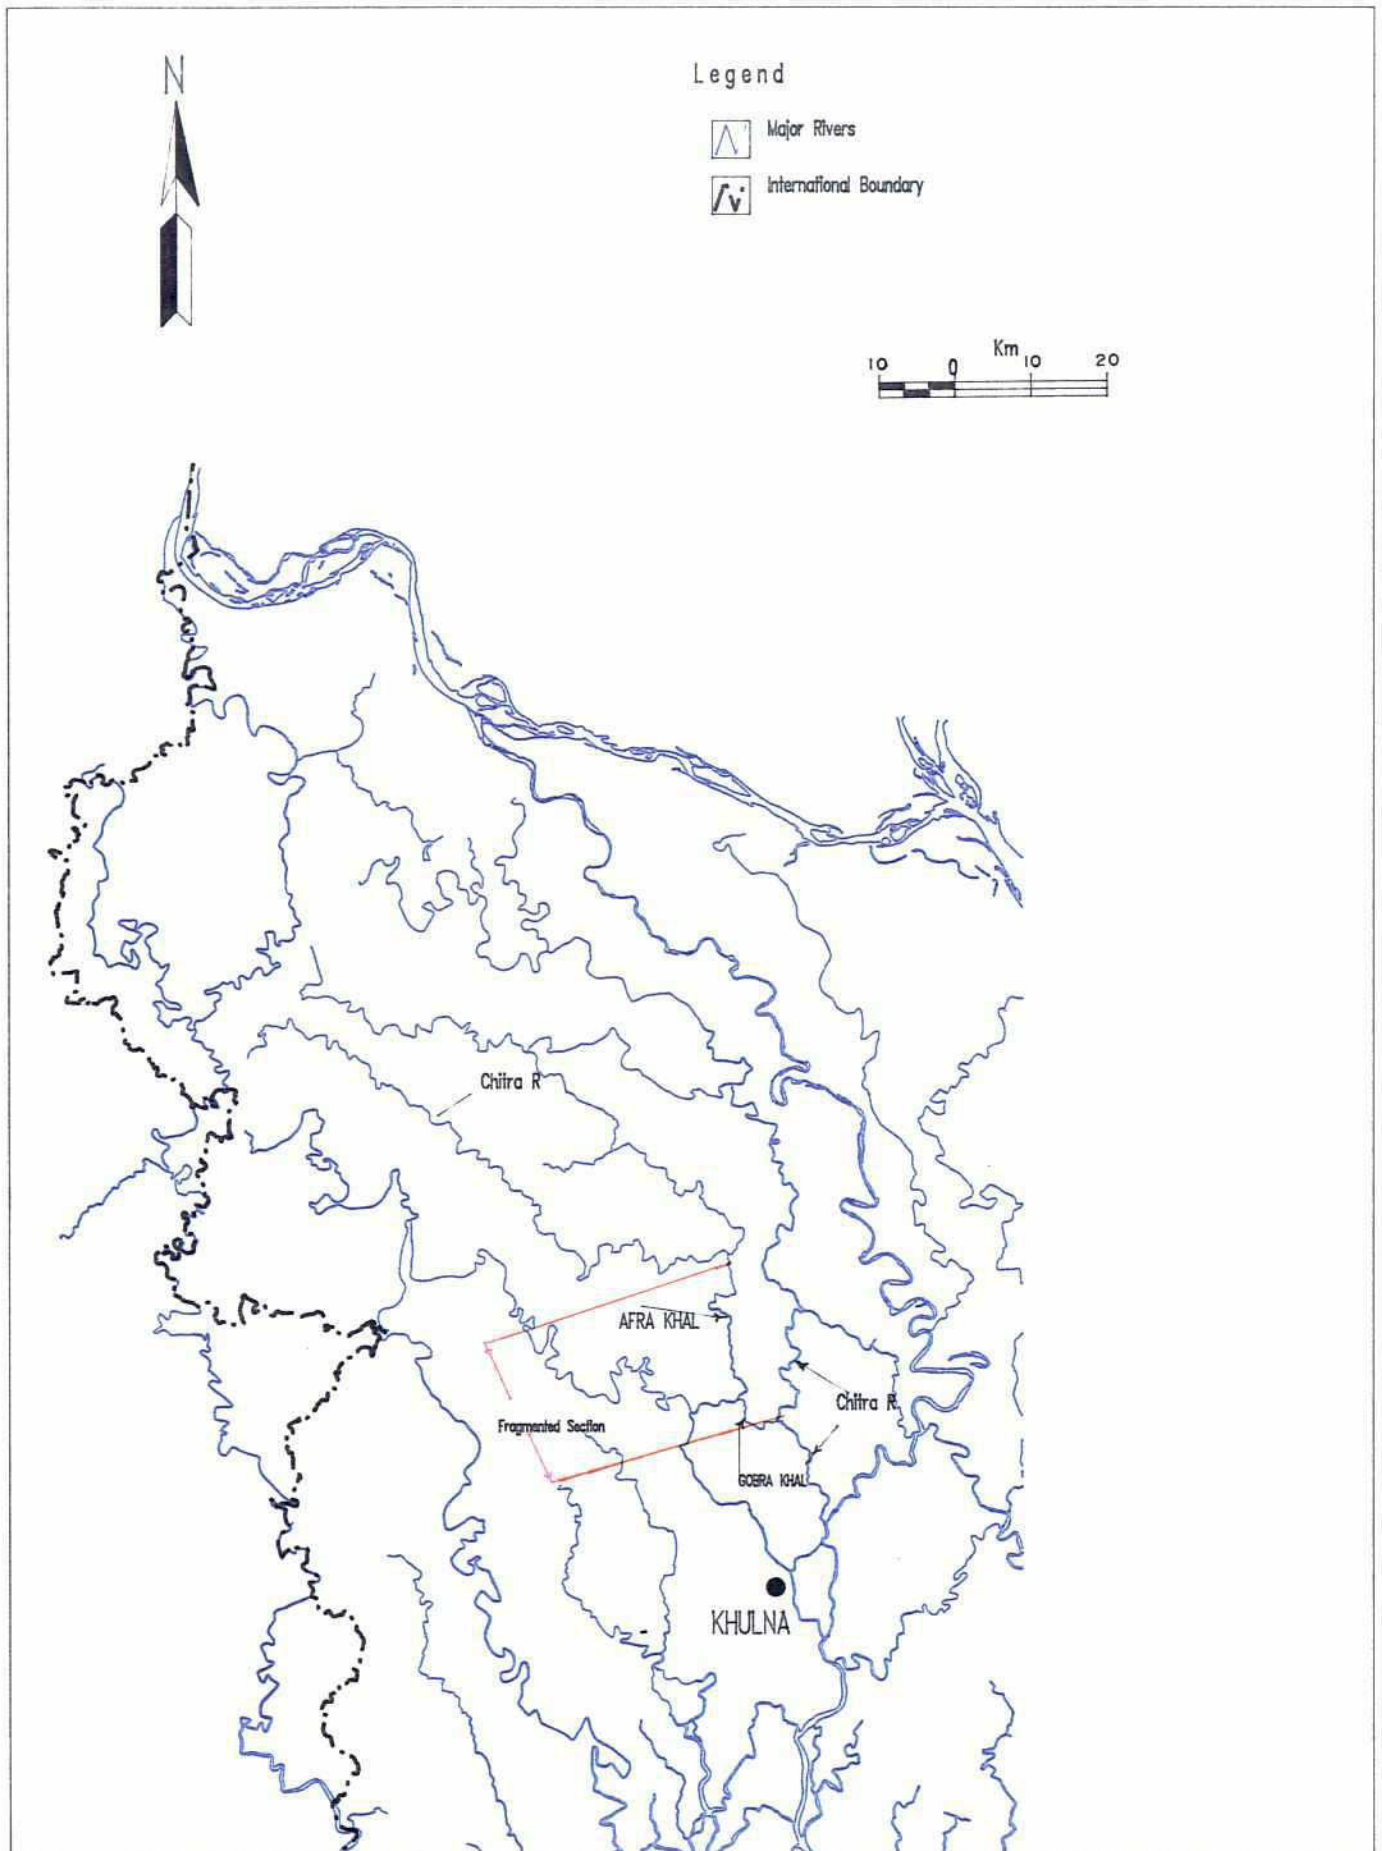 N
Legend
Major Rivers
International Boundary
Km
10 0 10 20
Chitra R
AFRA KHAL
Chitra R
Fragmented Section
GOBRA KHAL
KHULNA